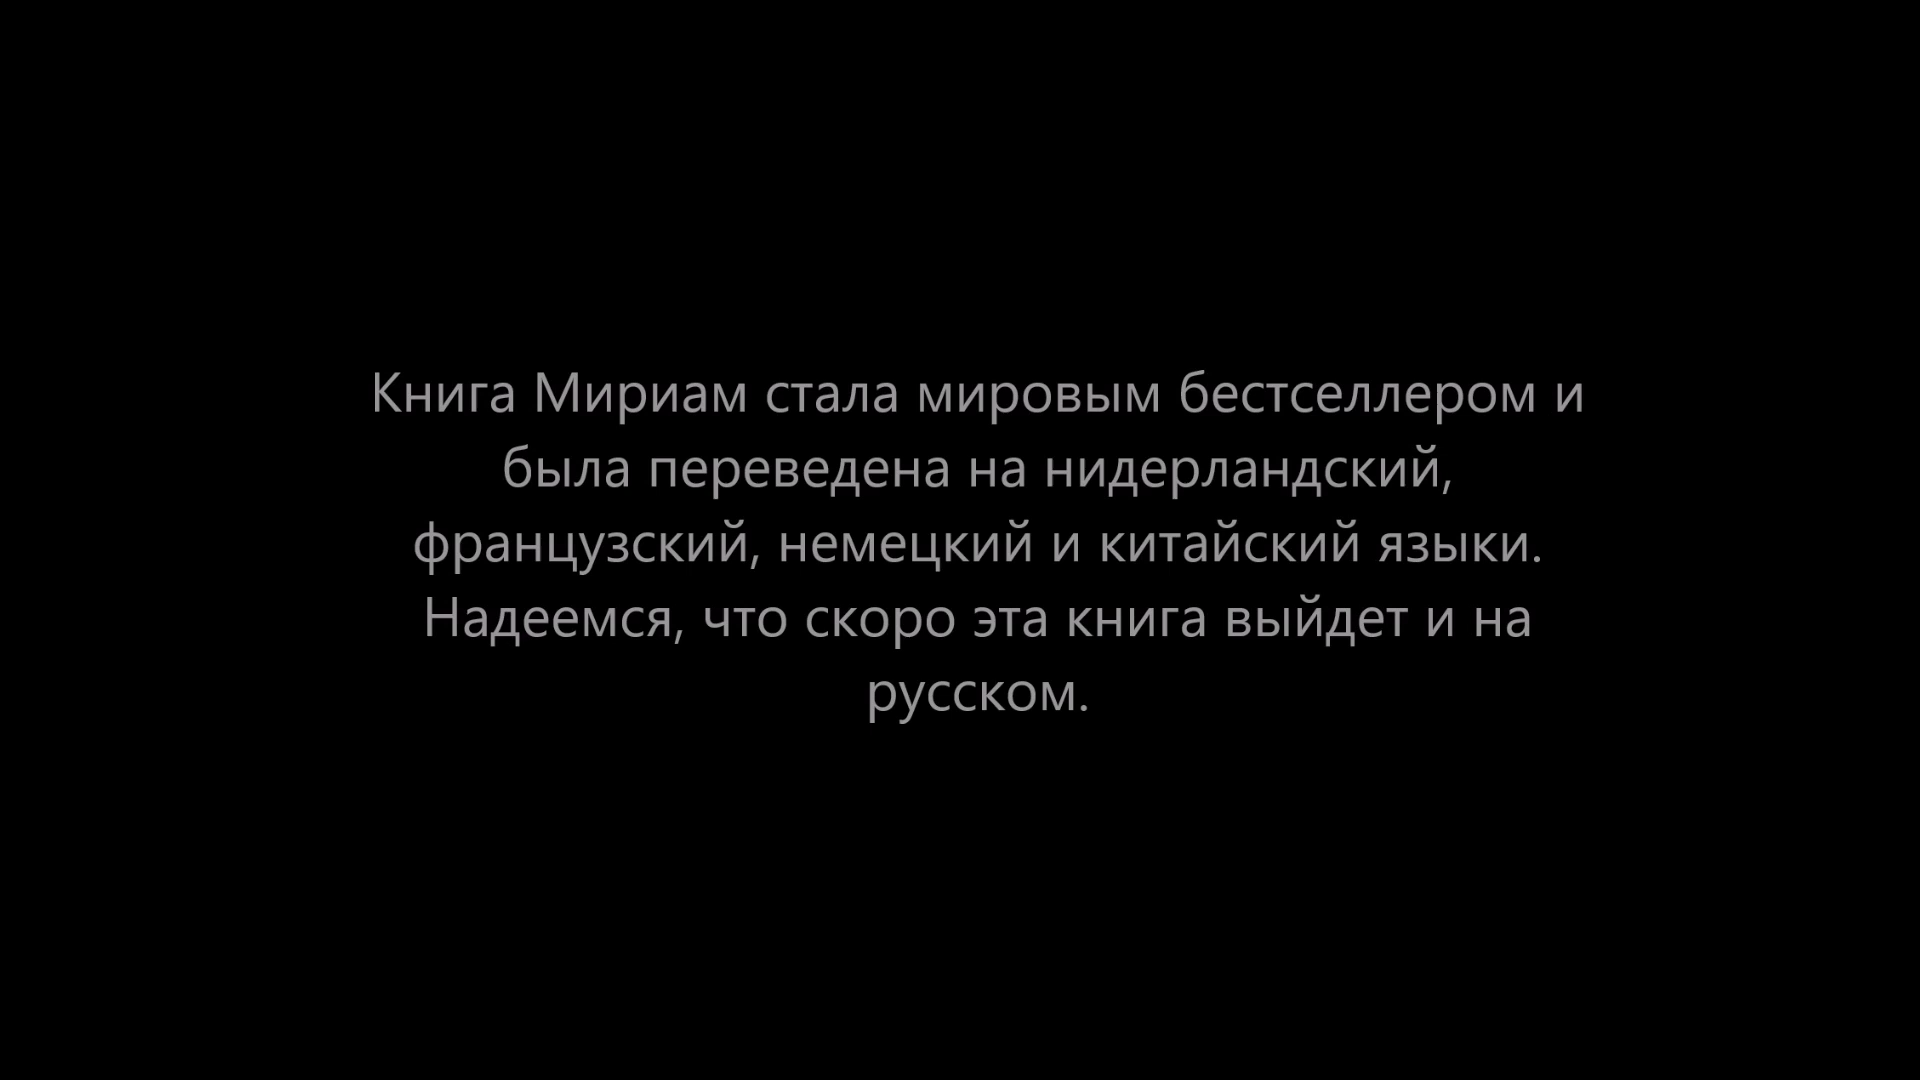 Книга Мириам стала мировым бестселлером и
была переведена на нидерландский,
французский, немецкий и китайский языки.
Надеемся, что скоро эта книга выйдет и на
русском.